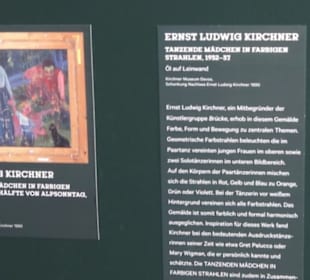 ERNST LUDWIG KIRCHNER
TANZENDE MÄDCHEN IN FARBIGEN
STRAHLEN, 1932–37
Öl auf Leinwand
Kirchner Museum Davos,
Schenkung Nachlass Ernst Ludwig Kirchner 1990
Ernst Ludwig Kirchner, ein Mitbegründer der
Künstlergruppe Brücke, erhob in diesem Gemälde
Farbe, Form und Bewegung zu zentralen Themen.
Geometrische Farbstrahlen beleuchten die im
Paartanz vereinten jungen Frauen im oberen sowie
zwei Solotänzerinnen im unteren Bildbereich.
Auf den Körpern der Paartänzerinnen mischen
sich die Strahlen in Rot, Gelb und Blau zu Orange,
Grün oder Violett. Bei der Tänzerin vor weißem
Hintergrund vereinen sich alle Farbstrahlen. Das
Gemälde ist somit farblich und formal harmonisch
ausgeglichen. Inspiration für dieses Werk fand
Kirchner bei den bedeutenden Ausdruckstänze-
rinnen seiner Zeit wie etwa Gret Palucca oder
Mary Wigman, die er persönlich kannte und
schätzte. Die TANZENDEN MÄDCHEN IN
FARBIGEN STRAHLEN sind zudem in Zusammen-
G KIRCHNER
MÄDCHEN IN FARBIGEN
HÄLFTE VON ALPSONNTAG,
Kirchner 1990